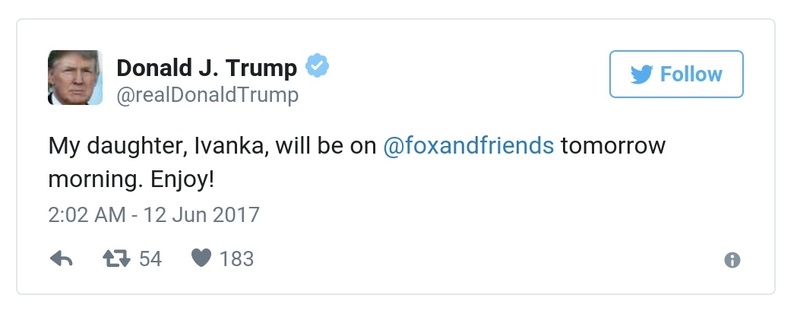 Donald J. Trump
@realDonaldTrump
Follow
My daughter, Ivanka, will be on @foxandfriends tomorrow
morning. Enjoy!
2:02 AM - 12 Jun 2017
54 183